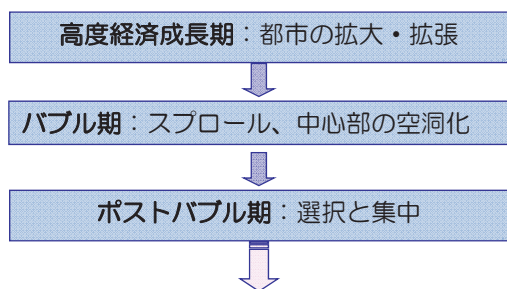 高度経済成長期：都市の拡大・拡張
バブル期：スプロール、中心部の空洞化
ポストバブル期：選択と集中